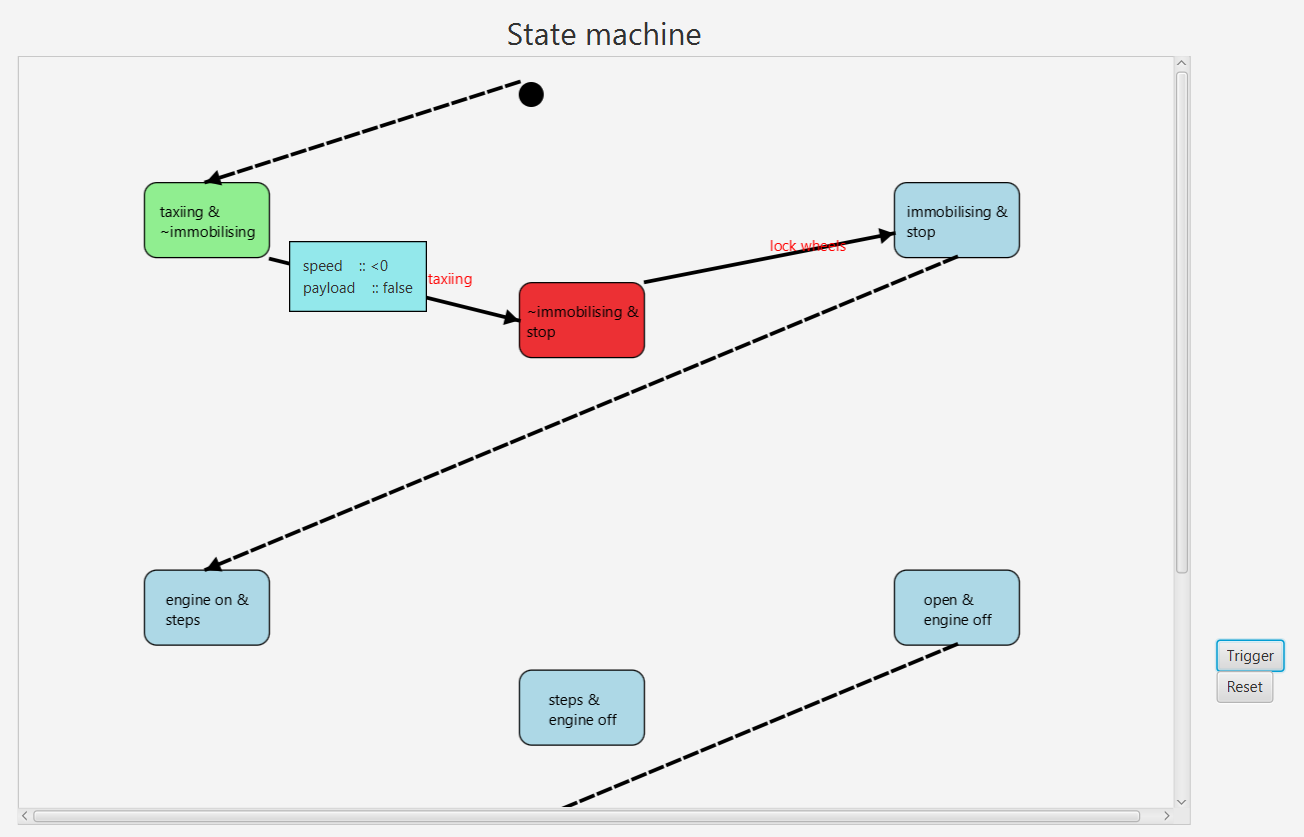 State machine
taxiing &
~immobilising
immobilising &
stop
lock wheels
speed :: <0
payload :: false
taxiing
~immobilising &
stop
engine on &
steps
open &
engine off
steps &
engine off
Trigger
Reset